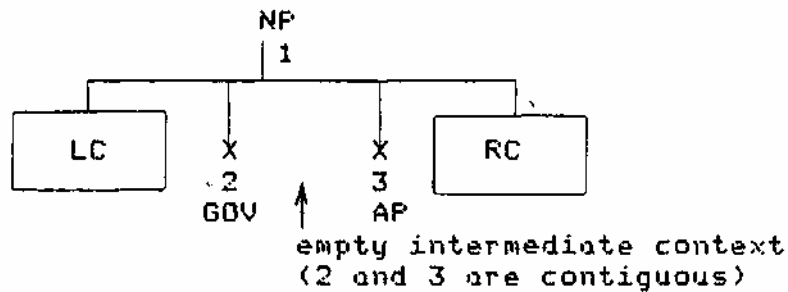 NP
1
LC X X RC
2 3
GOV AP
empty intermediate context
(2 and 3 are contiguous)